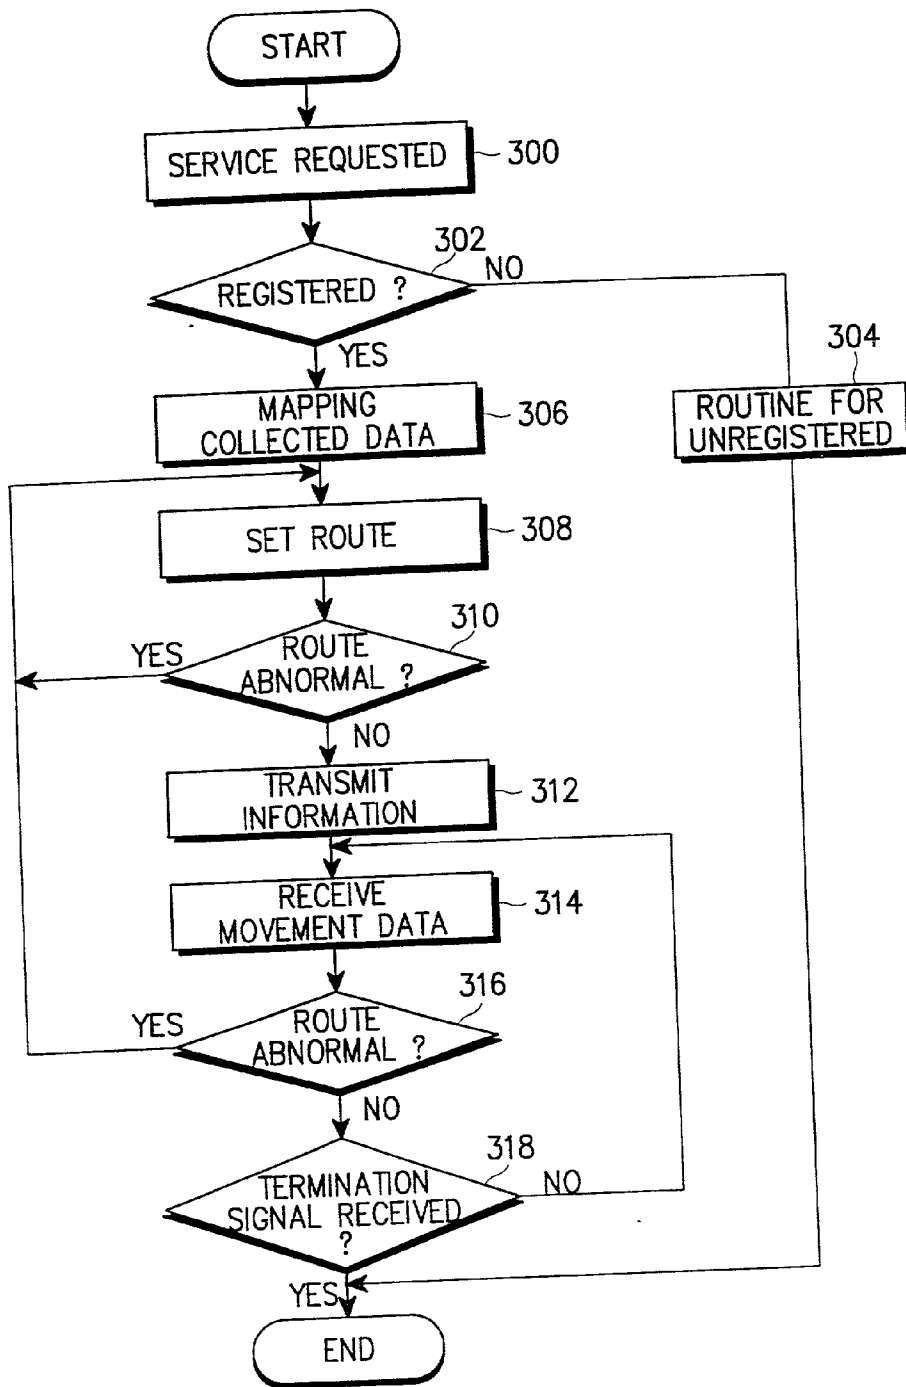 START
SERVICE REQUESTED
300
302
REGISTERED ?
NO
YES
304
MAPPING
COLLECTED DATA
306
ROUTINE FOR
UNREGISTERED
SET ROUTE
308
310
YES
ROUTE
ABNORMAL ?
NO
TRANSMIT
INFORMATION
312
RECEIVE
MOVEMENT DATA
314
316
YES
ROUTE
ABNORMAL ?
NO
318
TERMINATION
SIGNAL RECEIVED
?
NO
YES
END